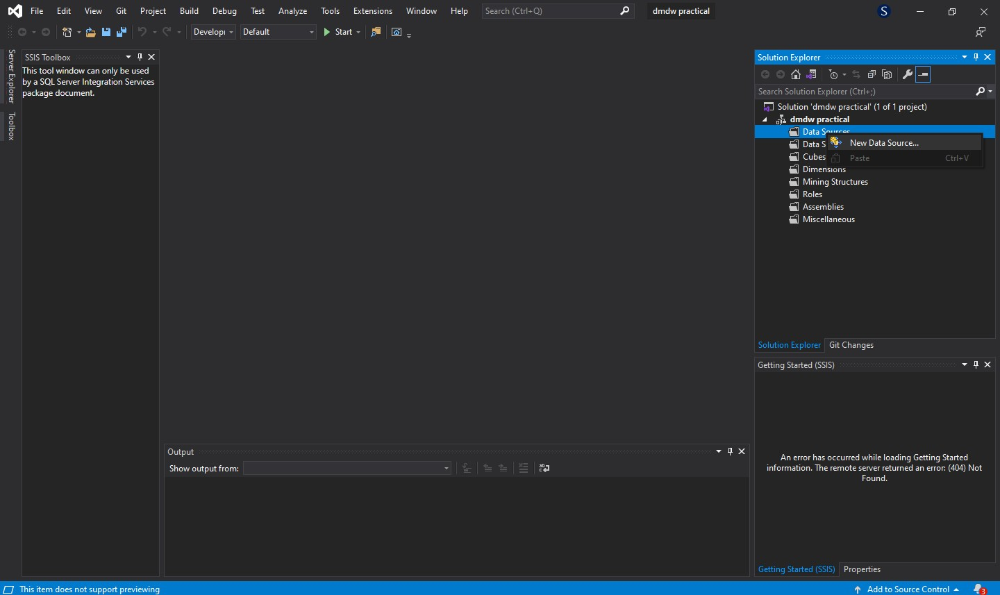 File Edit View Git Project Build Debug Test Analyze Tools Extensions Window Help Search (Ctrl+Q) dmdw practical S
Default Start
Server Explorer
Toolbox
SSIS Toolbox
This tool window can only be used
by a SQL Server Integration Services
package document.
Output
Show output from:
Solution Explorer
Search Solution Explorer (Ctrl+;)
Solution 'dmdw practical' (1 of 1 project)
dmdw practical
Data Sources
New Data Source...
Data S
Paste Ctrl+V
Cubes
Dimensions
Mining Structures
Roles
Assemblies
Miscellaneous
Solution Explorer Git Changes
Getting Started (SSIS)
An error has occurred while loading Getting Started
information. The remote server returned an error: (404) Not
Found.
Getting Started (SSIS) Properties
This item does not support previewing Add to Source Control 3